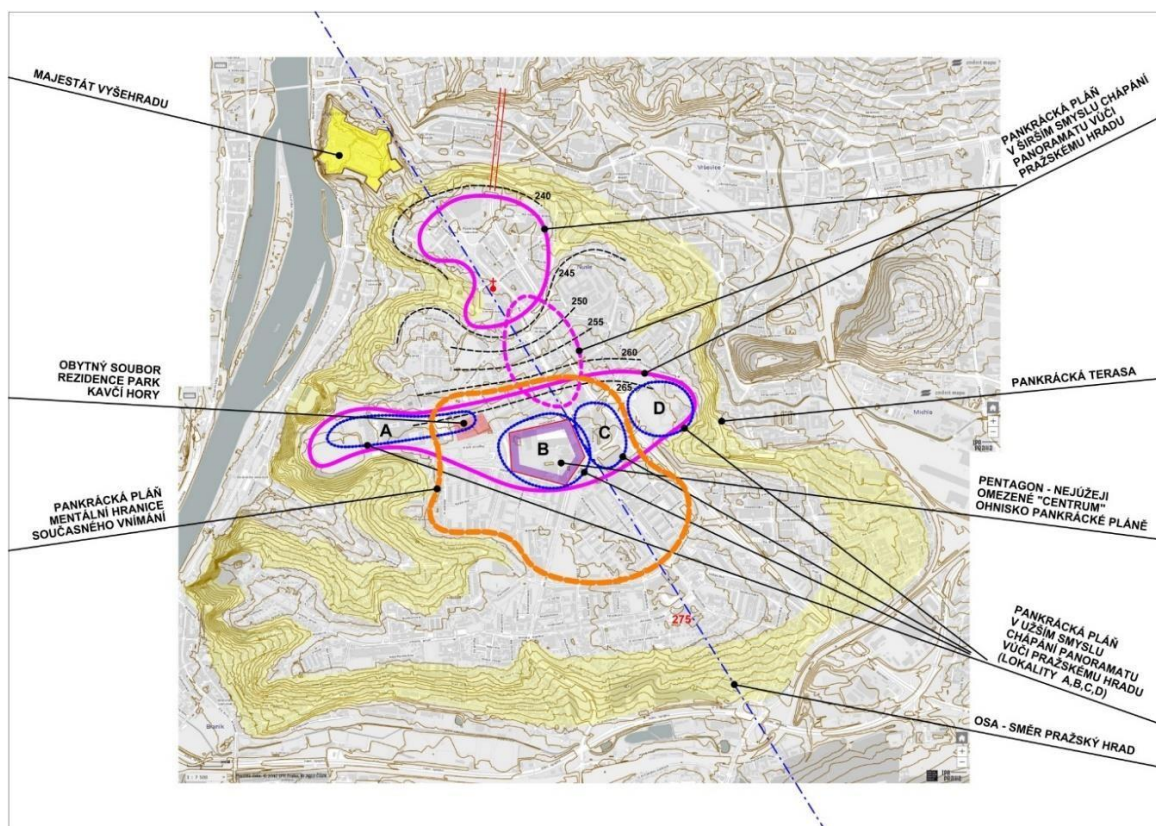 MAJESTÁT VYŠEHRADU
PANKRÁCKÁ PLÁŇ
V ŠIRŠÍM SMYSLU CHÁPÁNÍ
PANORAMATU VŮČI
PRAŽSKÉMU HRADU
240
245
250
255
260
265
OBYTNÝ SOUBOR
REZIDENCE PARK
KAVČÍ HORY
PANKRÁCKÁ TERASA
A
B
C
D
PANKRÁCKÁ PLÁŇ
MENTÁLNÍ HRANICE
SOUČASNÉHO VNÍMÁNÍ
PENTAGON - NEJÚŽEJI
OMEZENÉ "CENTRUM"
OHNISKO PANKRÁCKÉ PLÁNĚ
275
PANKRÁCKÁ PLÁŇ
V UŽŠÍM SMYSLU
CHÁPÁNÍ PANORAMATU
VŮČI PRAŽSKÉMU HRADU
(LOKALITY A,B,C,D)
OSA - SMĚR PRAŽSKÝ HRAD